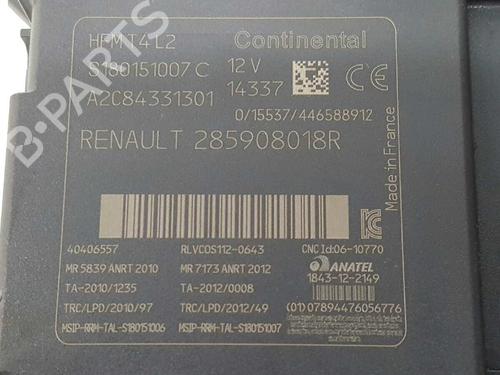 HFM T4 L2
Continental
S180151007 C
12 V
CE
A2C84331301
14337
0/15537/446588912
RENAULT 285908018R
Made in France
40406557
RLVCOS112-0643
CNC Id:06-10770
MR 5839 ANRT 2010
MR 7173 ANRT 2012
ANATEL
TA-2010/1235
TA-2012/0008
1843-12-2149
TRC/LPD/2010/97
TRC/LPD/2012/49
(01)07894476056776
MSIP-RRM-TAL-S180151006
MSIP-RRM-TAL-S180151007
B-PARTS